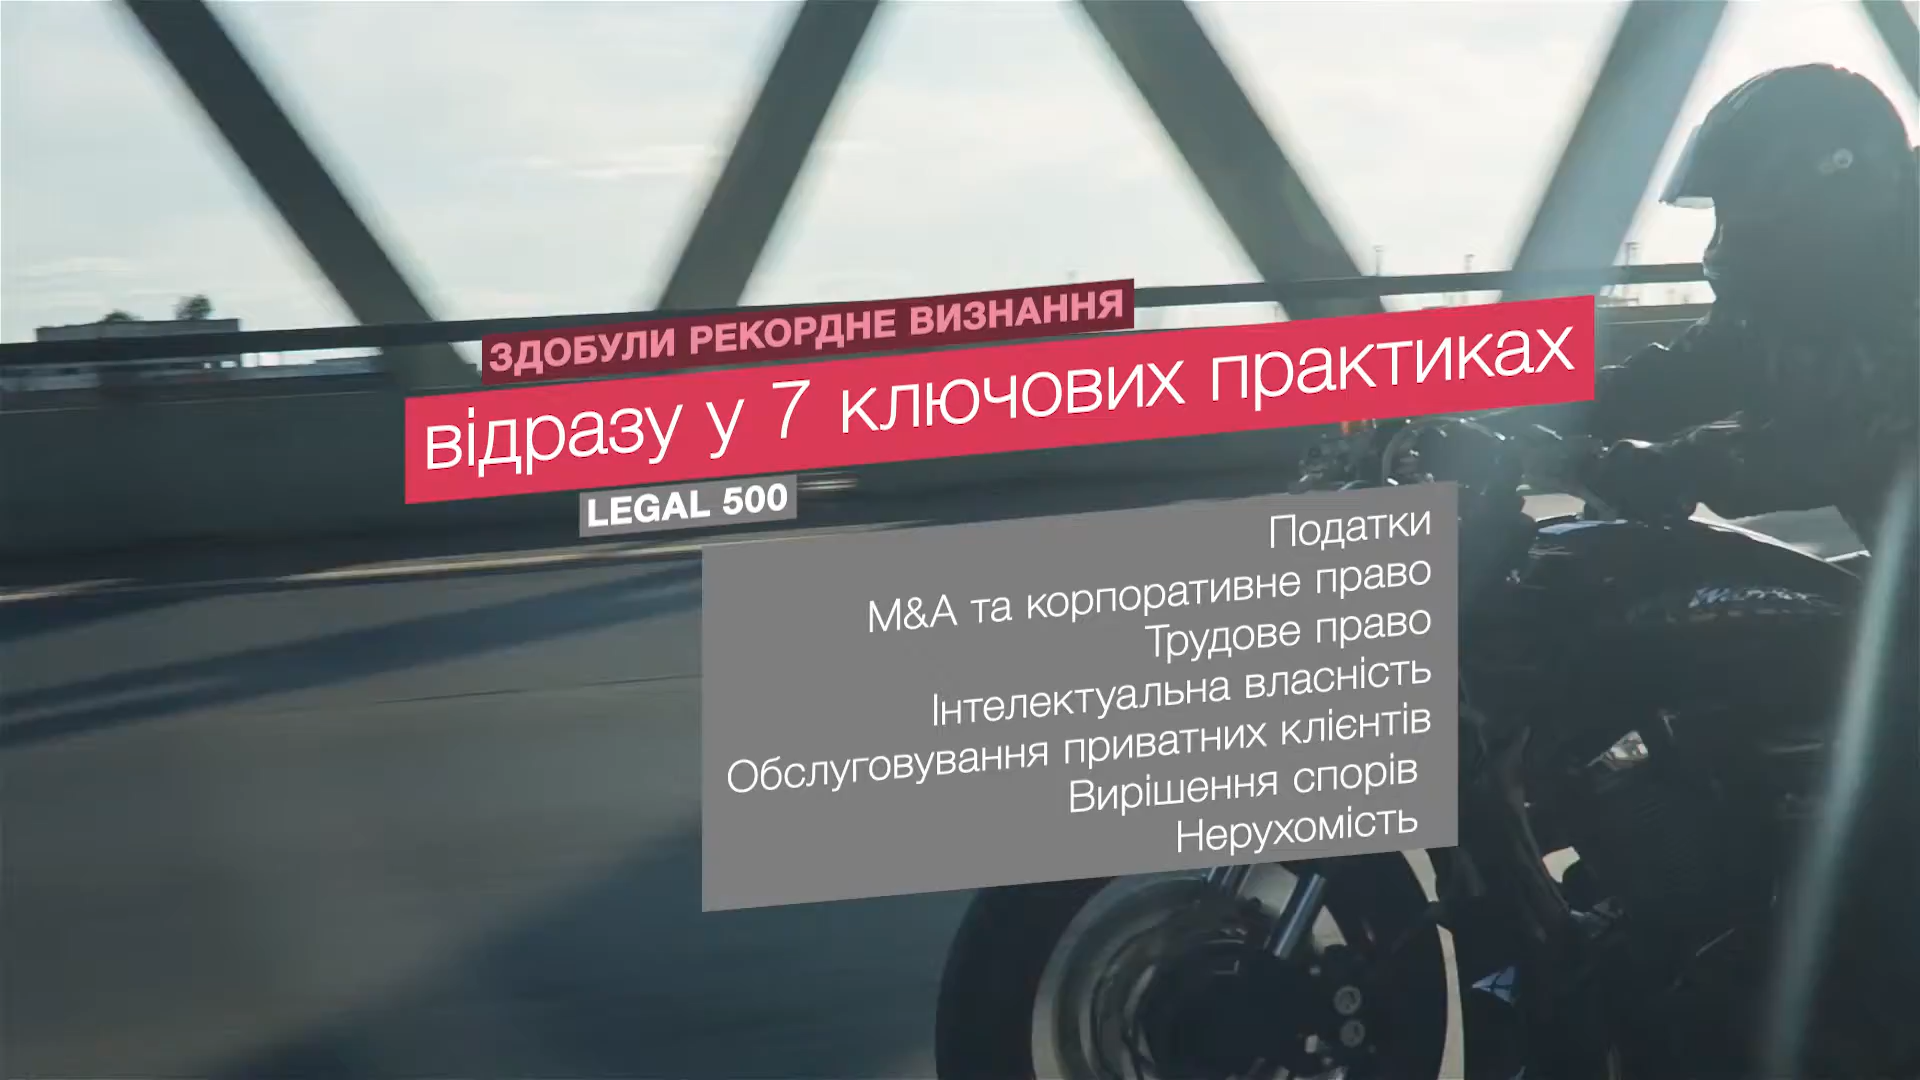 ЗДОБУЛИ РЕКОРДНЕ ВИЗНАННЯ
відразу у 7 ключових практиках
LEGAL 500
Податки
M&A та корпоративне право
Трудове право
Інтелектуальна власність
Обслуговування приватних клієнтів
Вирішення спорів
Нерухомість